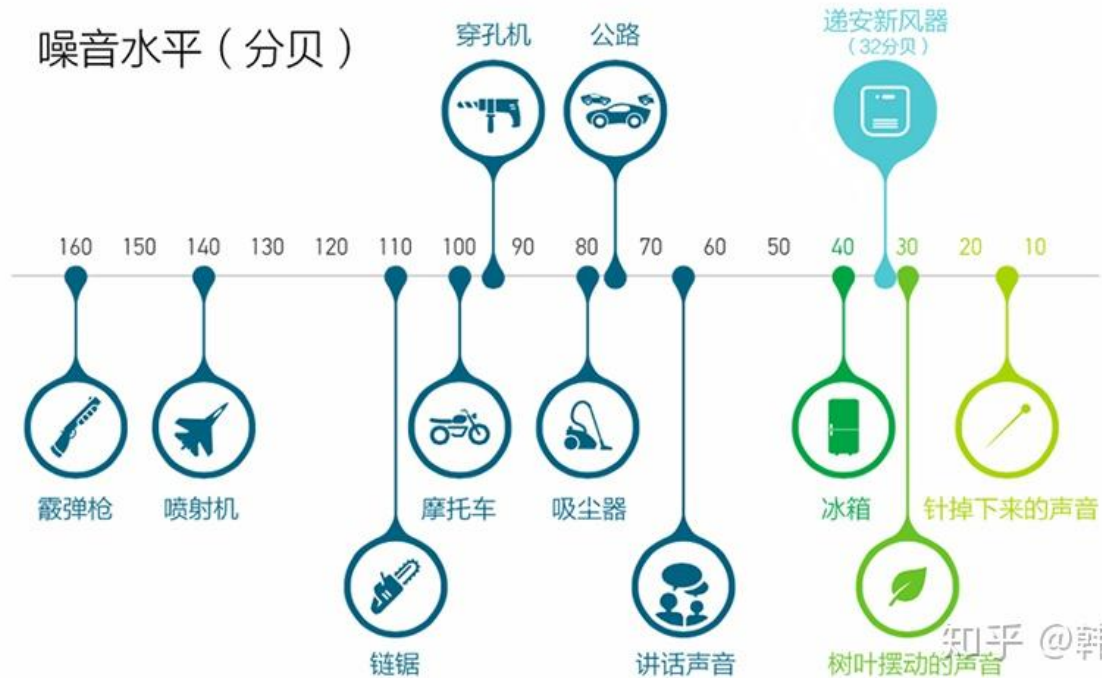 噪音水平（分贝）
穿孔机
公路
递安新风器
（32分贝）
160 150 140 130 120 110 100 90 80 70 60 50 40 30 20 10
霰弹枪
喷射机
摩托车
吸尘器
冰箱
针掉下来的声音
链锯
讲话声音
树叶摆动的声音
知乎 @韩